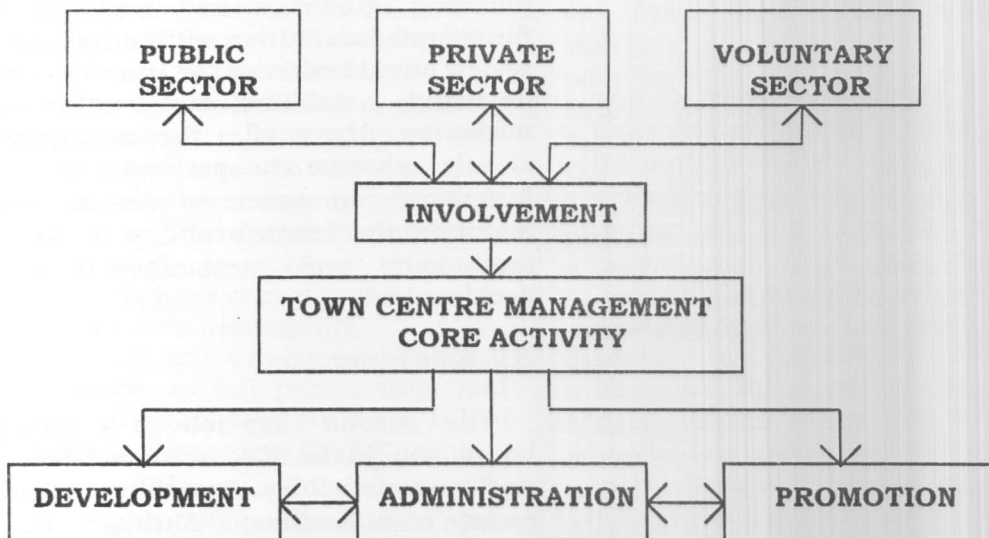 PUBLIC
SECTOR
PRIVATE
SECTOR
VOLUNTARY
SECTOR
INVOLVEMENT
TOWN CENTRE MANAGEMENT
CORE ACTIVITY
DEVELOPMENT
ADMINISTRATION
PROMOTION